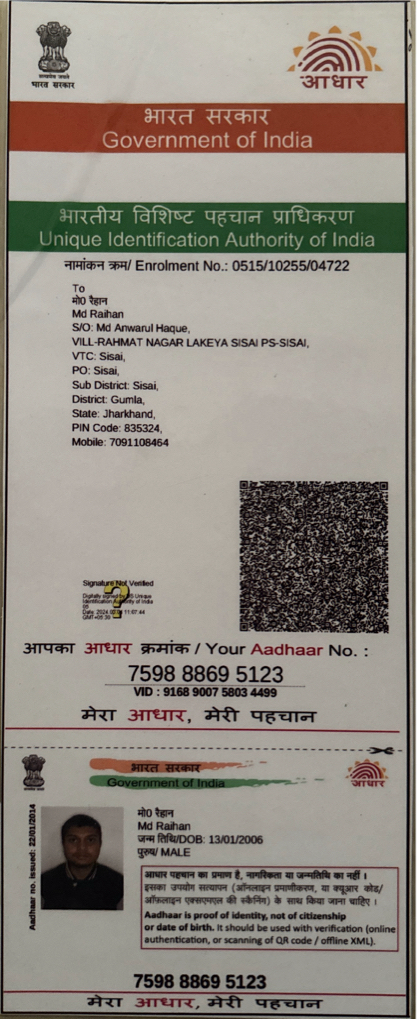 सत्यमेव जयते
भारत सरकार
आधार
भारत सरकार
Government of India
भारतीय विशिष्ट पहचान प्राधिकरण
Unique Identification Authority of India
नामांकन क्रम/ Enrolment No.: 0515/10255/04722
To
मो0 रैहान
Md Raihan
S/O: Md Anwarul Haque,
VILL-RAHMAT NAGAR LAKEYA SISAI PS-SISAI,
VTC: Sisai,
PO: Sisai,
Sub District: Sisai,
District: Gumla,
State: Jharkhand,
PIN Code: 835324,
Mobile: 7091108464
Signature Not Verified
?
Digitally signed by DS Unique
Identification Authority of India
05
Date: 2024 11:07:44
GMT+05:30
आपका आधार क्रमांक / Your Aadhaar No. :
7598 8869 5123
VID : 9168 9007 5803 4499
मेरा आधार, मेरी पहचान
भारत सरकार
Government of India
आधार
Aadhaar no. issued: 22/01/2014
मो0 रैहान
Md Raihan
जन्म तिथि/DOB: 13/01/2006
पुरुष/ MALE
आधार पहचान का प्रमाण है, नागरिकता या जन्मतिथि का नहीं ।
इसका उपयोग सत्यापन (ऑनलाइन प्रमाणीकरण, या क्यूआर कोड/
ऑफ़लाइन एक्सएमएल की स्कैनिंग) के साथ किया जाना चाहिए ।
Aadhaar is proof of identity, not of citizenship
or date of birth. It should be used with verification (online
authentication, or scanning of QR code / offline XML).
7598 8869 5123
मेरा आधार, मेरी पहचान